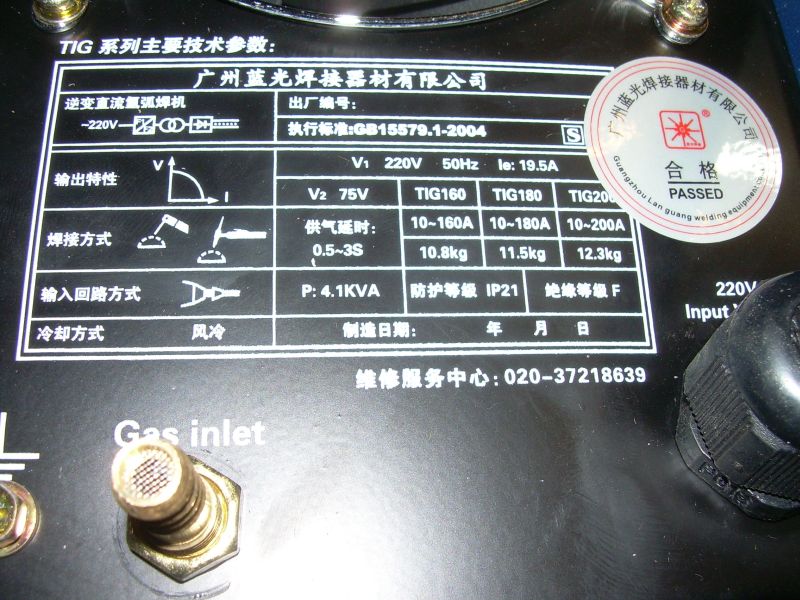 TIG 系列主要技术参数:
广州蓝光焊接器材有限公司
逆变直流氩弧焊机
~220V
出厂编号:
执行标准:GB15579.1-2004
S
输出特性
V
I
V1 220V 50Hz Ie: 19.5A
V2 75V TIG160 TIG180 TIG200
焊接方式
供气延时:
0.5~3S
10~160A 10~180A 10~200A
10.8kg 11.5kg 12.3kg
输入回路方式
P: 4.1KVA 防护等级 IP21 绝缘等级 F
冷却方式 风冷 制造日期: 年 月 日
维修服务中心:020-37218639
广州蓝光焊接器材有限公司
®
合格
PASSED
Guangzhou Lan guang welding equipment
220V
Input
Gas inlet